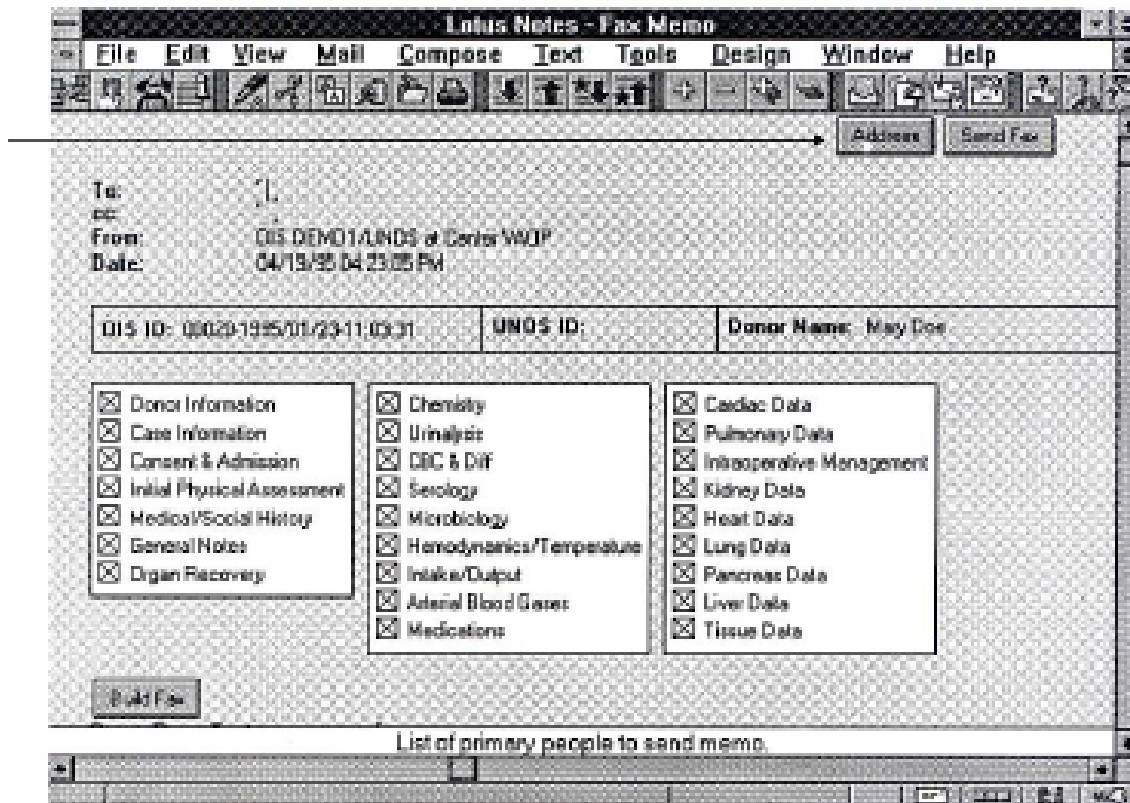 Lotus Notes - Fax Memo
File Edit View Mail Compose Text Tools Design Window Help
Address Send Fax
To:
cc:
From: OIS DEMO1/UNOS at Center VAOP
Date: 04/19/95 04:23:05 PM
OIS ID: 00020-1995/01/23-11:03:31 UNOS ID: Donor Name: May Doe
Donor Information
Case Information
Consent & Admission
Initial Physical Assessment
Medical/Social History
General Notes
Organ Recovery
Chemistry
Urinalysis
CBC & Diff
Serology
Microbiology
Hemodynamics/Temperature
Intake/Output
Arterial Blood Gases
Medications
Cardiac Data
Pulmonary Data
Intraoperative Management
Kidney Data
Heart Data
Lung Data
Pancreas Data
Liver Data
Tissue Data
Build Fax
List of primary people to send memo.